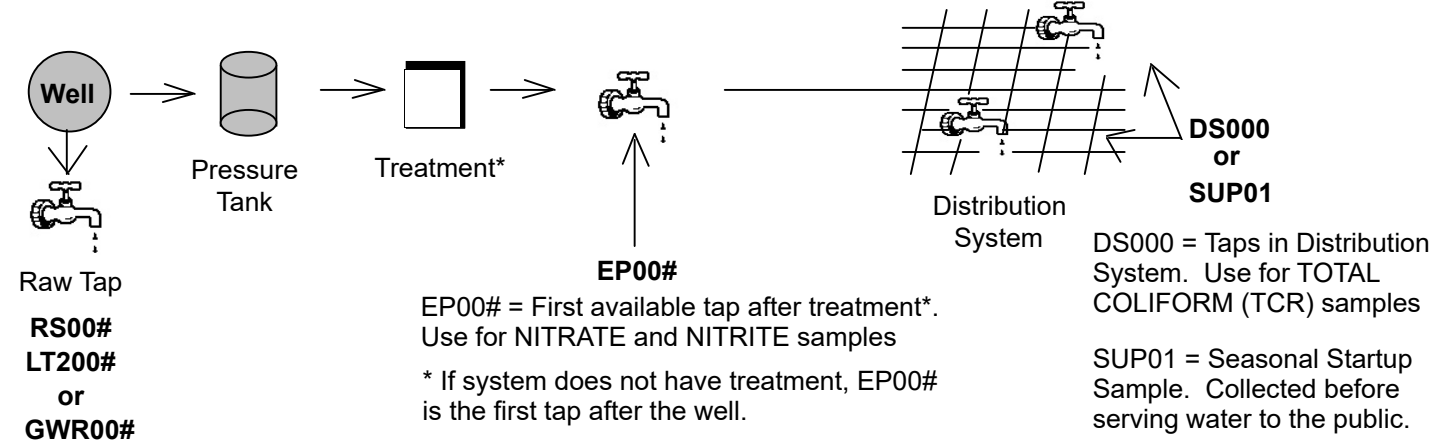 Well
Pressure
Tank
Treatment*
Raw Tap
RS00#
LT200#
or
GWR00#
EP00#
EP00# = First available tap after treatment*.
Use for NITRATE and NITRITE samples
* If system does not have treatment, EP00#
is the first tap after the well.
Distribution
System
DS000
or
SUP01
DS000 = Taps in Distribution
System.  Use for TOTAL
COLIFORM (TCR) samples
SUP01 = Seasonal Startup
Sample.  Collected before
serving water to the public.